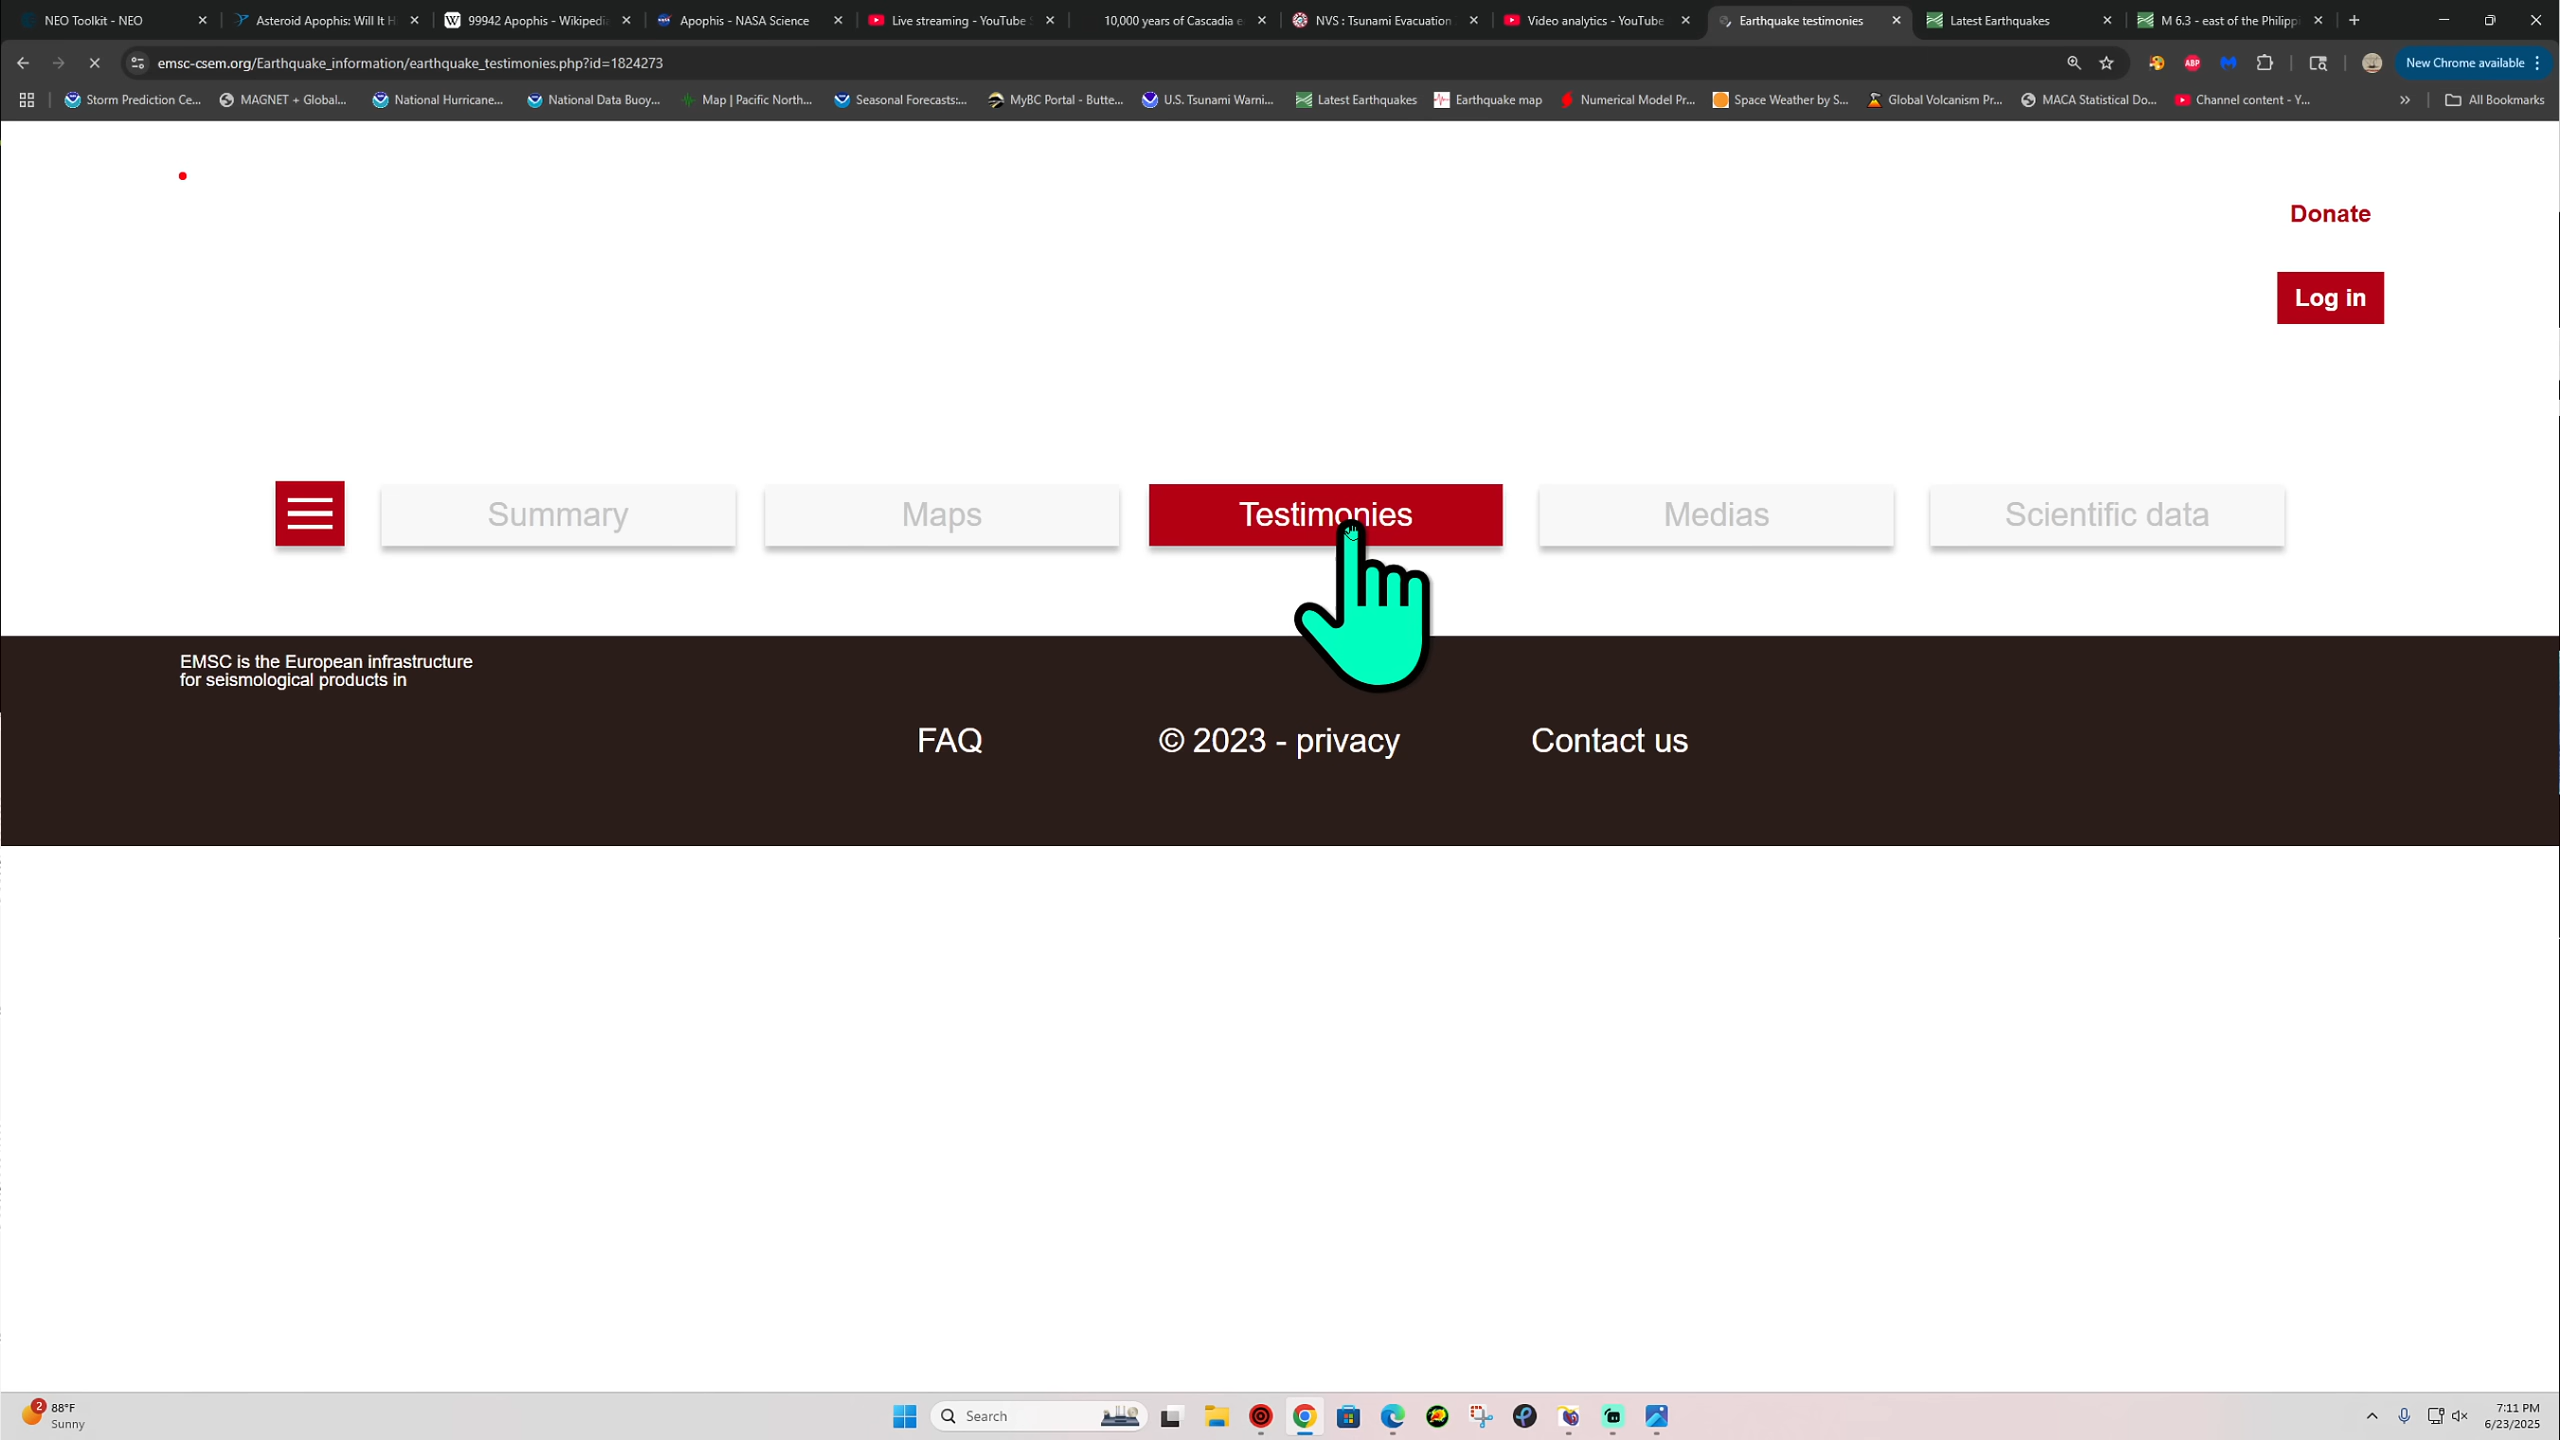 NEO Toolkit - NEO
Asteroid Apophis: Will It H
99942 Apophis - Wikipedi
Apophis - NASA Science
Live streaming - YouTube S
10,000 years of Cascadia e
NVS : Tsunami Evacuation
Video analytics - YouTube
Earthquake testimonies
Latest Earthquakes
M 6.3 - east of the Philippi
emsc-csem.org/Earthquake_information/earthquake_testimonies.php?id=1824273
ABP
New Chrome available
Storm Prediction Ce...
MAGNET + Global...
National Hurricane...
National Data Buoy...
Map | Pacific North...
Seasonal Forecasts:...
MyBC Portal - Butte...
U.S. Tsunami Warni...
Latest Earthquakes
Earthquake map
Numerical Model Pr...
Space Weather by S...
Global Volcanism Pr...
MACA Statistical Do...
Channel content - Y...
All Bookmarks
Donate
Log in
Summary
Maps
Testimonies
Medias
Scientific data
EMSC is the European infrastructure
for seismological products in
FAQ
© 2023 - privacy
Contact us
2
88°F
Sunny
Search
7:11 PM
6/23/2025